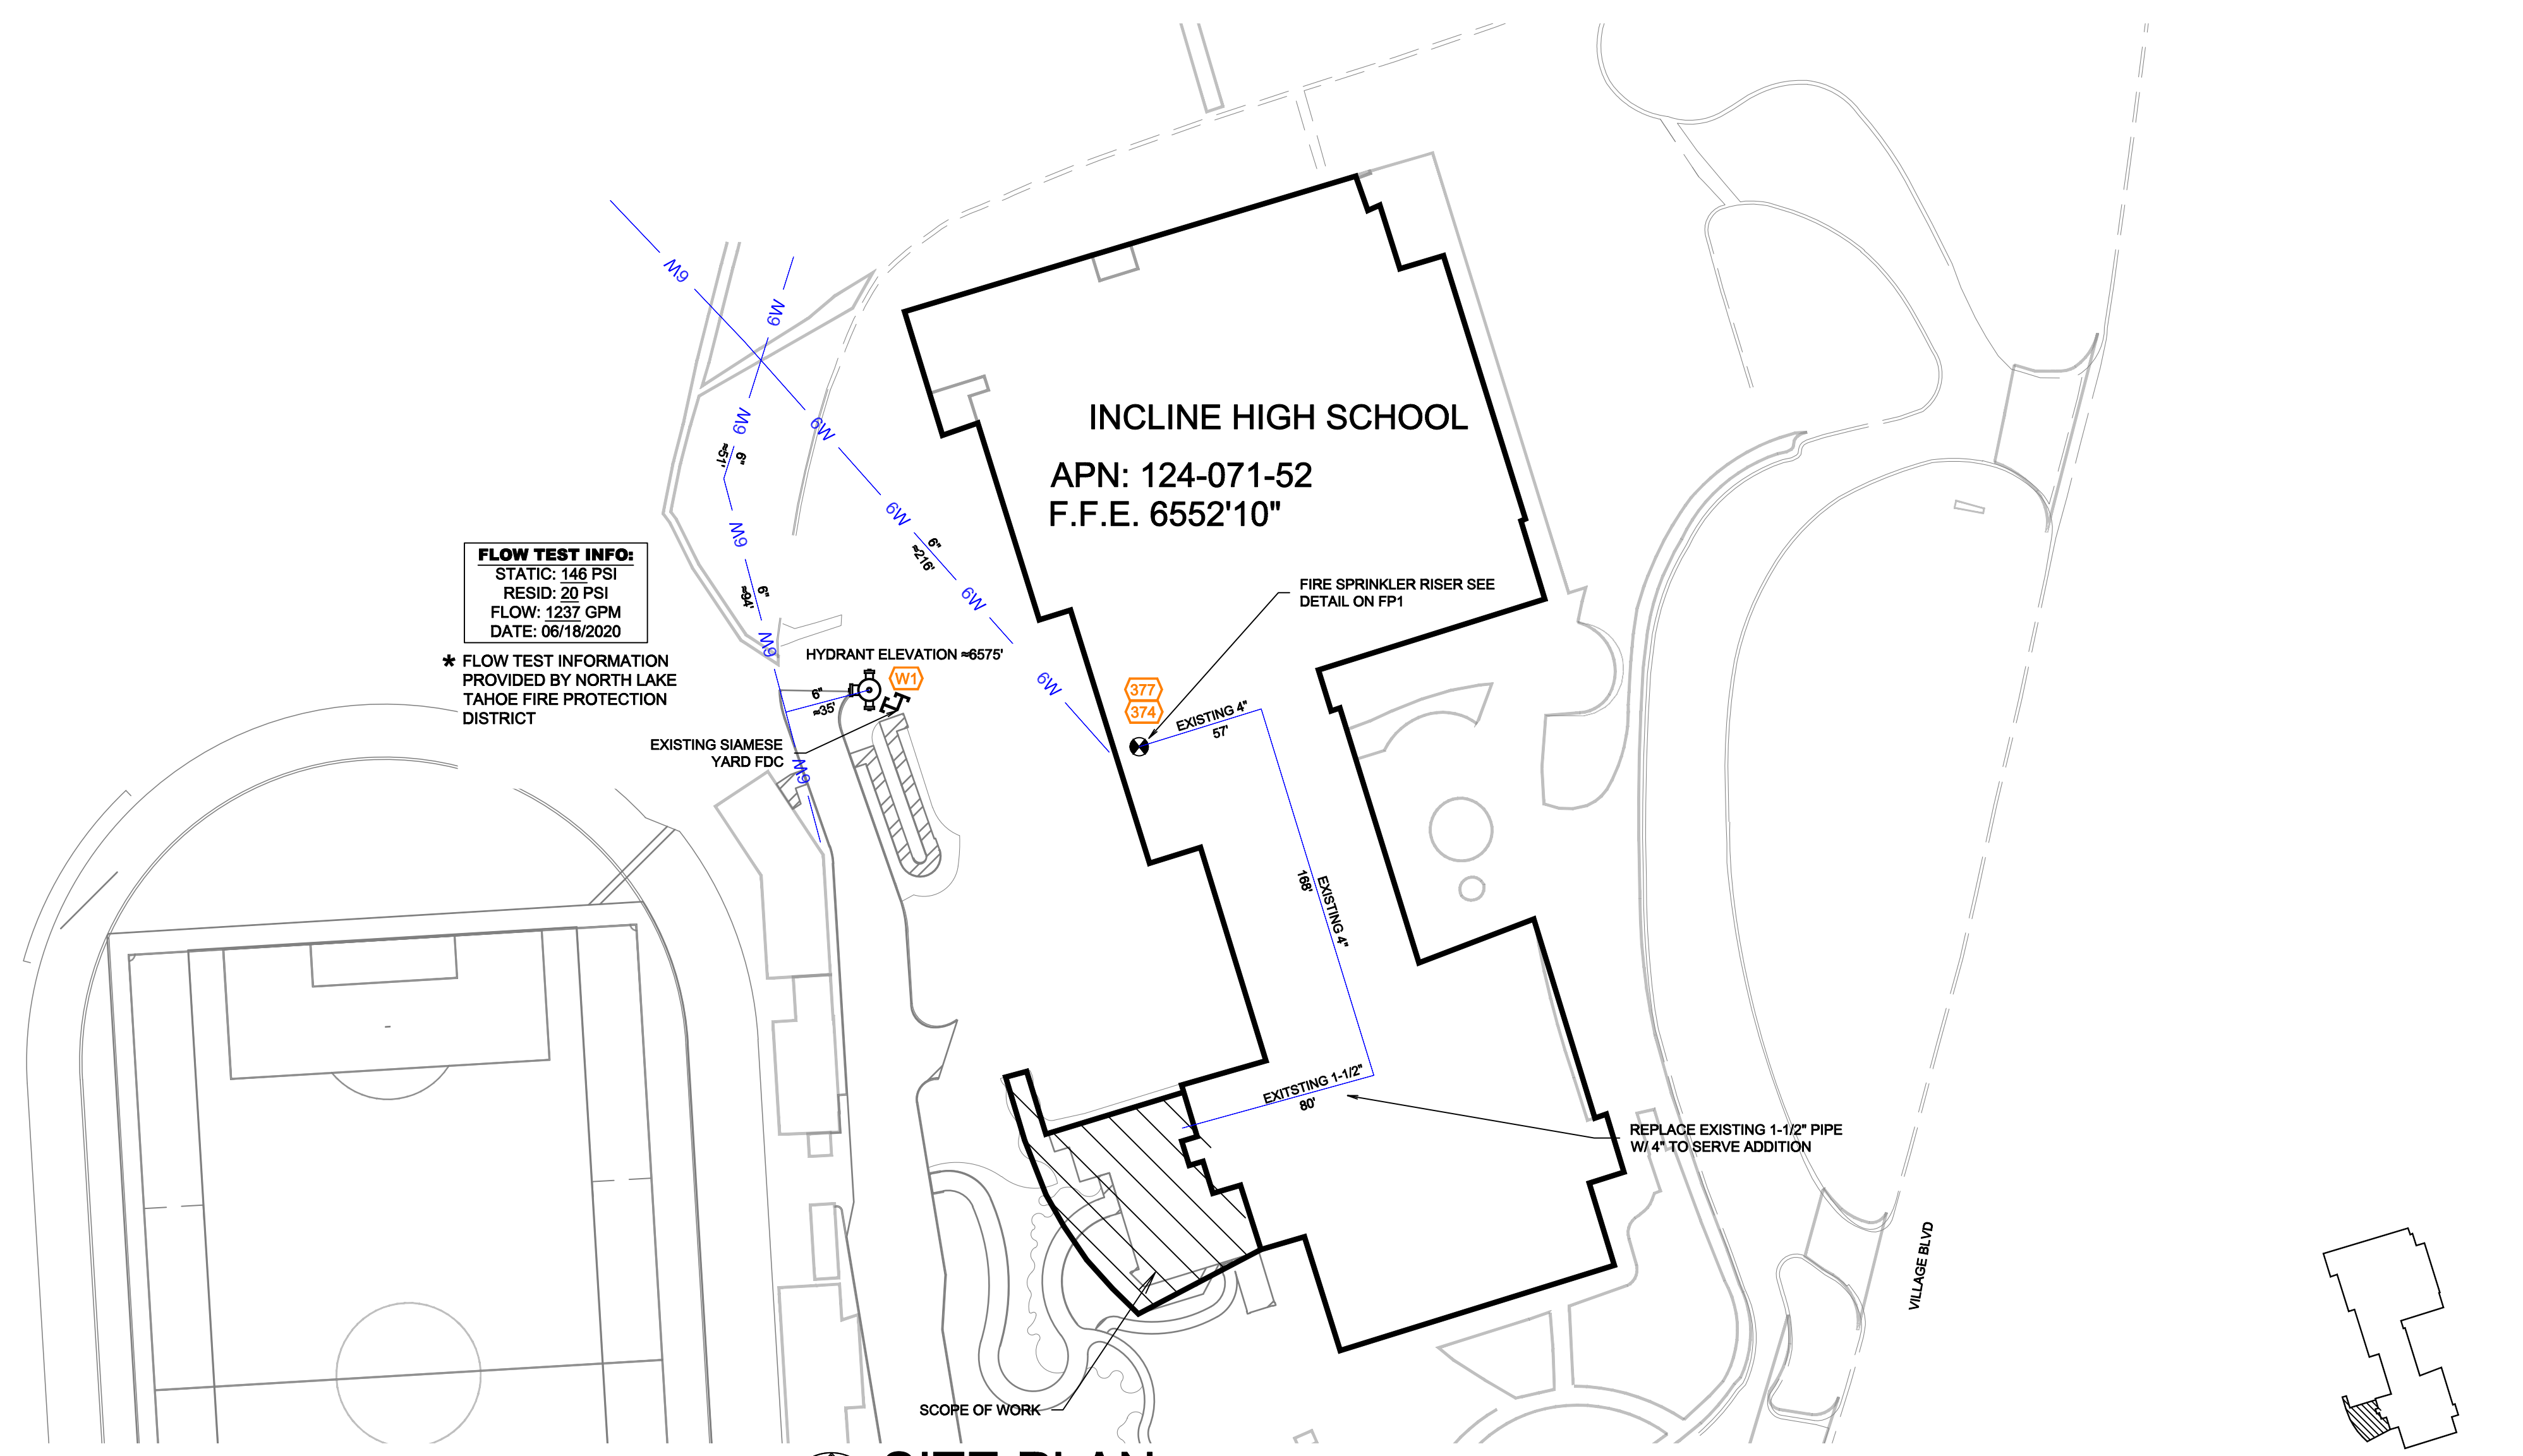 6W
6W
6W
6"
≈51'
6W
6"
≈94'
6W
6W
6W
6W
6"
≈216'
6W
6W
INCLINE HIGH SCHOOL
APN: 124-071-52
F.F.E. 6552'10"
FLOW TEST INFO:
STATIC: 146 PSI
RESID: 20 PSI
FLOW: 1237 GPM
DATE: 06/18/2020
* FLOW TEST INFORMATION
PROVIDED BY NORTH LAKE
TAHOE FIRE PROTECTION
DISTRICT
HYDRANT ELEVATION ≈6575'
W1
6"
≈35'
EXISTING SIAMESE
YARD FDC
6W
FIRE SPRINKLER RISER SEE
DETAIL ON FP1
377
374
EXISTING 4"
57'
EXISTING 4"
168'
EXITSTING 1-1/2"
80'
REPLACE EXISTING 1-1/2" PIPE
W/ 4" TO SERVE ADDITION
VILLAGE BLVD
SCOPE OF WORK
SITE PLAN